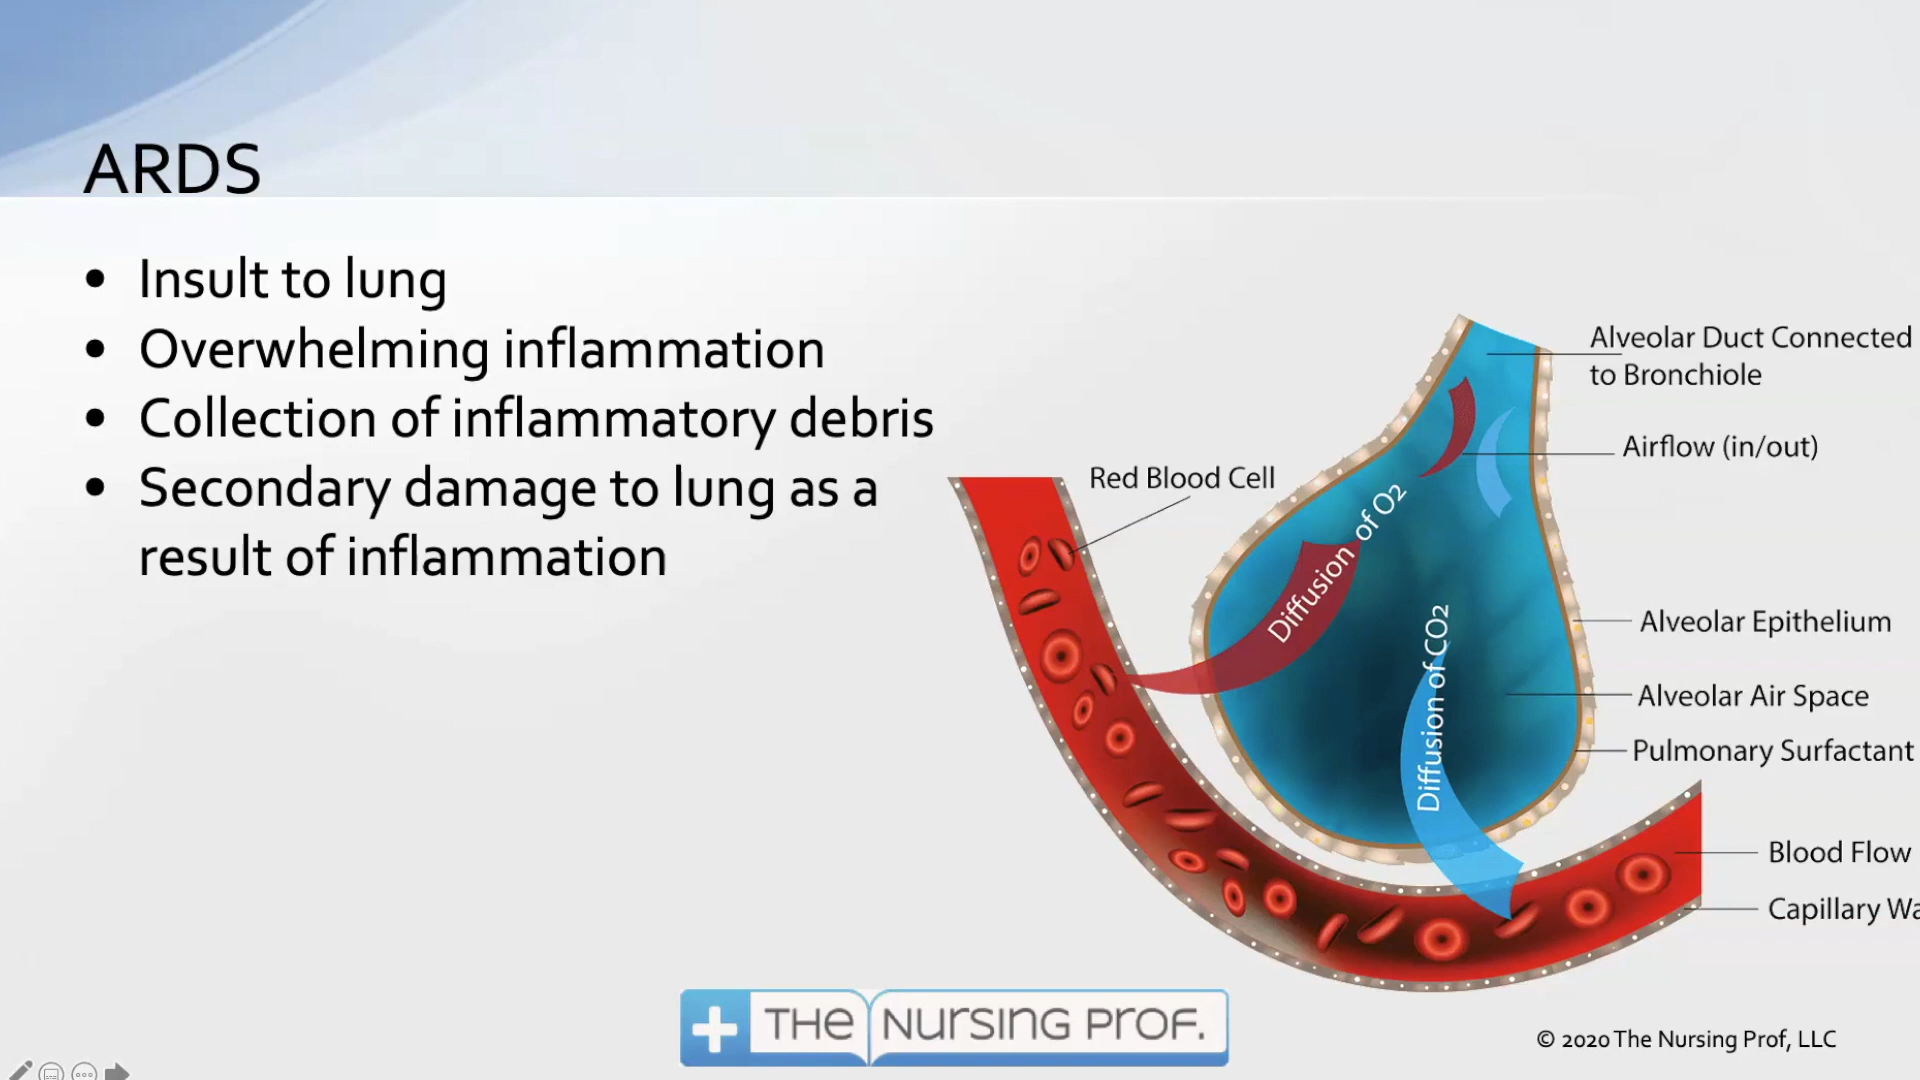 ARDS
• Insult to lung
• Overwhelming inflammation
• Collection of inflammatory debris
• Secondary damage to lung as a
result of inflammation
Alveolar Duct Connected
to Bronchiole
Airflow (in/out)
Red Blood Cell
Diffusion of O2
Diffusion of CO2
Alveolar Epithelium
Alveolar Air Space
Pulmonary Surfactant
Blood Flow
Capillary Wa
THE NURSING PROF.
© 2020 The Nursing Prof, LLC